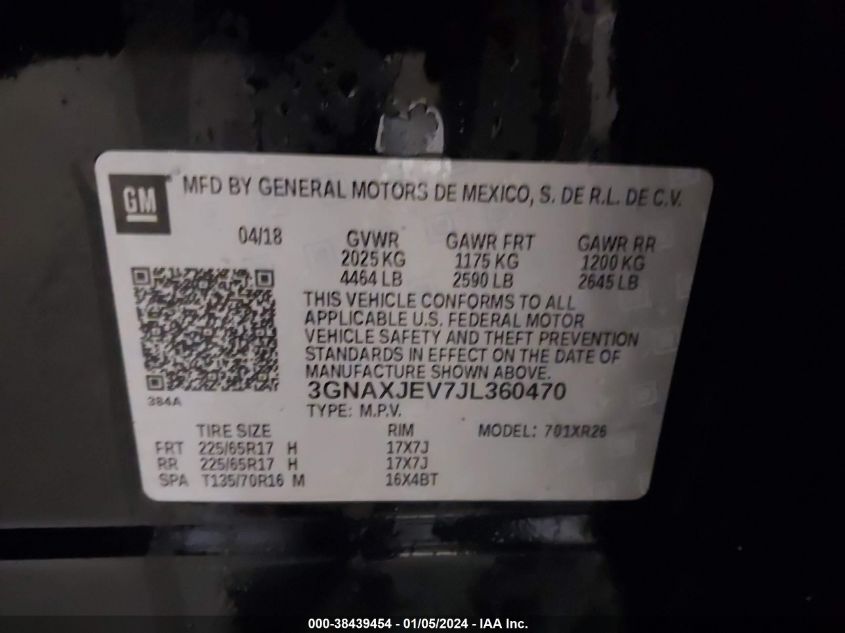 GM
MFD BY GENERAL MOTORS DE MEXICO, S. DE R.L. DE C.V.
04/18 GVWR GAWR FRT GAWR RR
2025 KG 1175 KG 1200 KG
4464 LB 2590 LB 2645 LB
THIS VEHICLE CONFORMS TO ALL
APPLICABLE U.S. FEDERAL MOTOR
VEHICLE SAFETY AND THEFT PREVENTION
STANDARDS IN EFFECT ON THE DATE OF
MANUFACTURE SHOWN ABOVE.
384A
3GNAXJEV7JL360470
TYPE: M.P.V.
TIRE SIZE RIM MODEL: 701XR26
FRT 225/65R17 H 17X7J
RR 225/65R17 H 17X7J
SPA T135/70R16 M 16X4BT
000-38439454 - 01/05/2024 - IAA Inc.